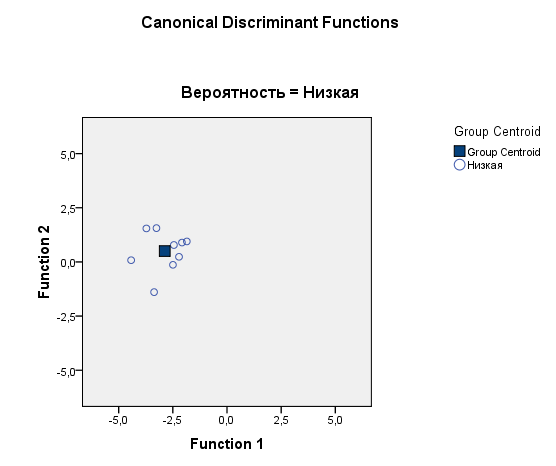 Canonical Discriminant Functions
Вероятность = Низкая
Group Centroid
Group Centroid
Низкая
Function 2
5,0
2,5
0,0
-2,5
-5,0
-5,0
-2,5
0,0
2,5
5,0
Function 1